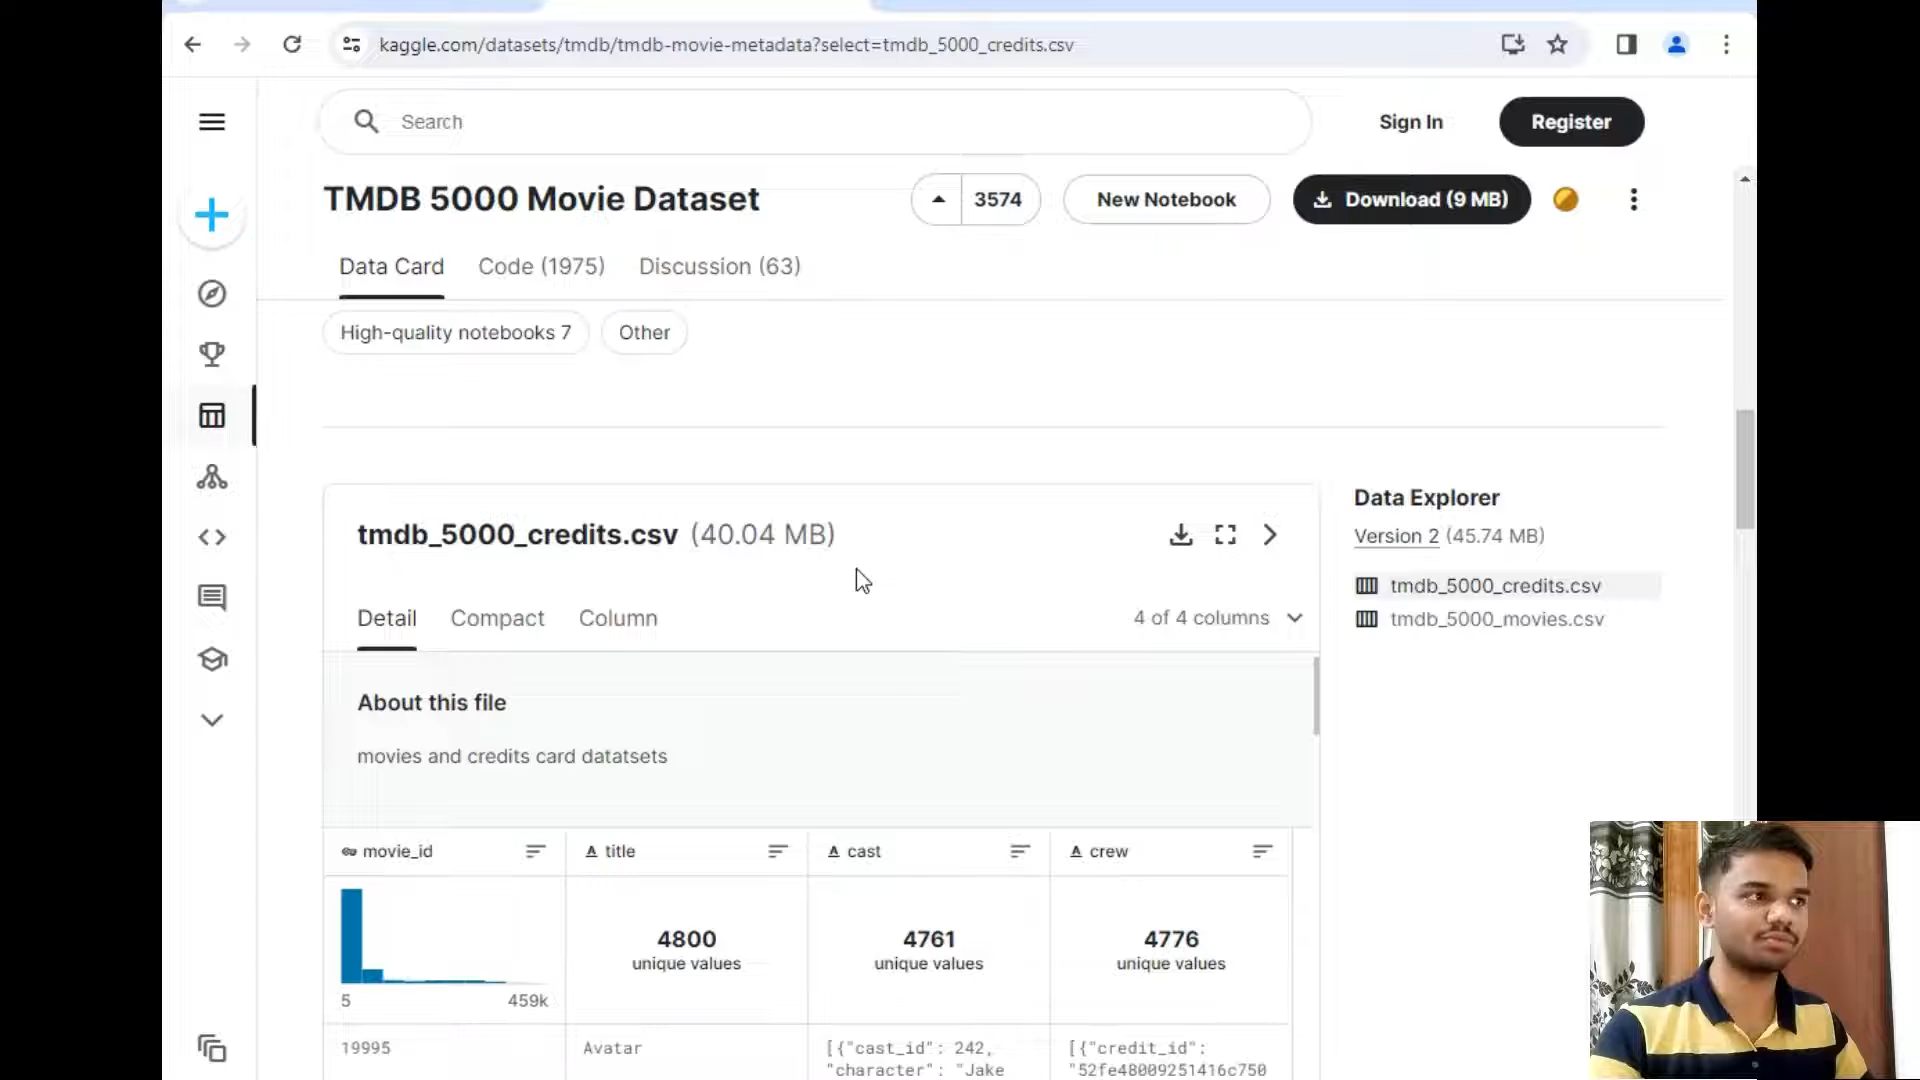 kaggle.com/datasets/tmdb/tmdb-movie-metadata?select=tmdb_5000_credits.csv
Search
Sign In
Register
TMDB 5000 Movie Dataset
3574
New Notebook
Download (9 MB)
Data Card
Code (1975)
Discussion (63)
High-quality notebooks 7
Other
tmdb_5000_credits.csv (40.04 MB)
Detail
Compact
Column
4 of 4 columns
About this file
movies and credits card datatsets
movie_id
A title
A cast
A crew
5
459k
4800
unique values
4761
unique values
4776
unique values
19995
Avatar
[{"cast_id": 242,
"character": "Jake
[{"credit_id":
"52fe48009251416c750
Data Explorer
Version 2 (45.74 MB)
tmdb_5000_credits.csv
tmdb_5000_movies.csv